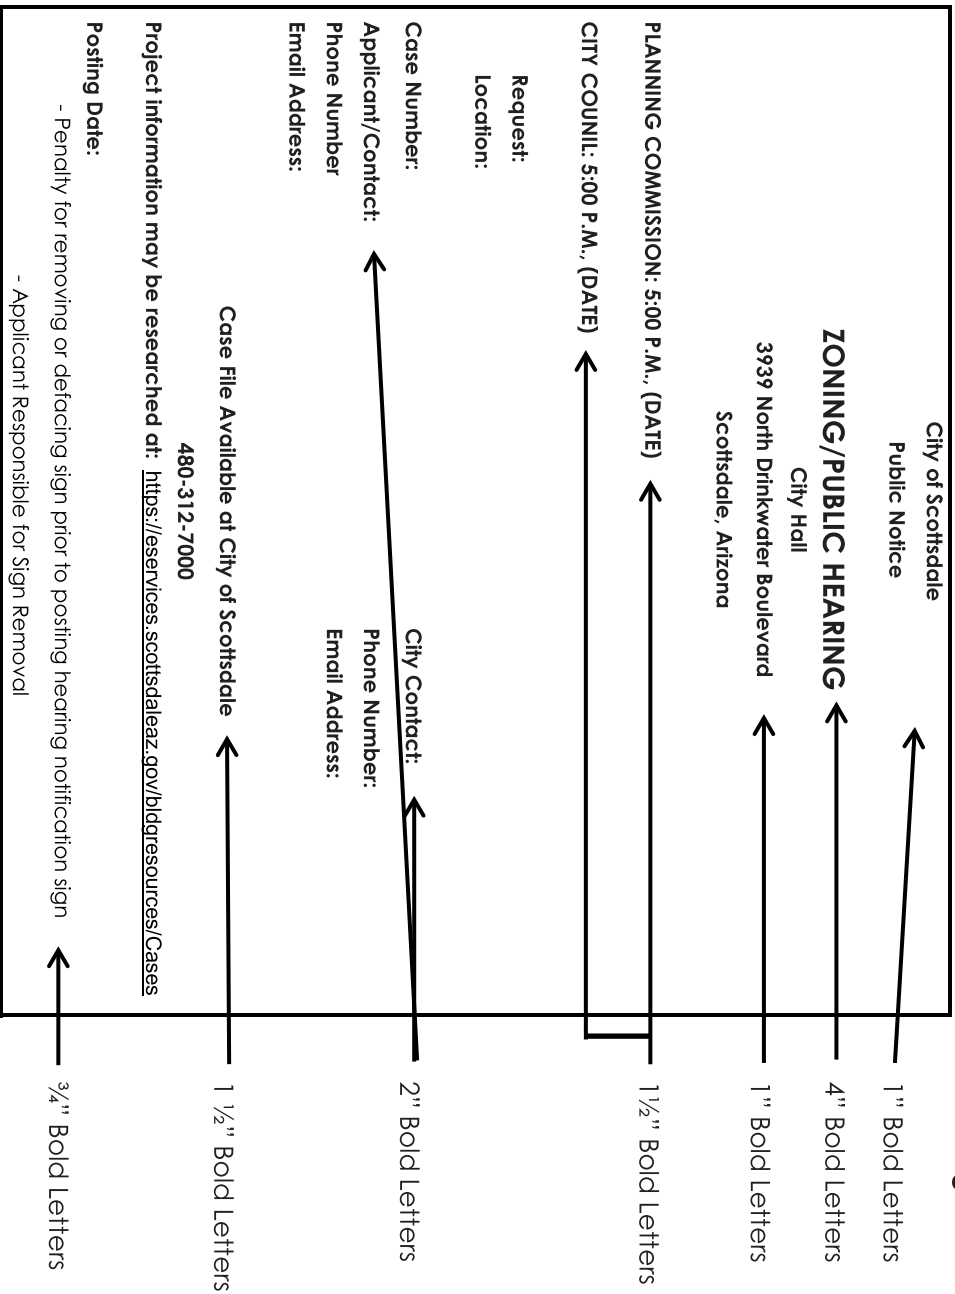 City of Scottsdale
Public Notice
1” Bold Letters
ZONING/PUBLIC HEARING
4” Bold Letters
City Hall
3939 North Drinkwater Boulevard
1” Bold Letters
Scottsdale, Arizona
PLANNING COMMISSION: 5:00 P.M., (DATE)
1½” Bold Letters
CITY COUNIL: 5:00 P.M., (DATE)
Request:
Location:
Case Number:
City Contact:
2” Bold Letters
Applicant/Contact:
Phone Number:
Phone Number
Email Address:
Email Address:
Case File Available at City of Scottsdale
1 ½” Bold Letters
480-312-7000
Project information may be researched at: https://eservices.scottsdaleaz.gov/bldgresources/Cases
Posting Date:
- Penalty for removing or defacing sign prior to posting hearing notification sign
¾” Bold Letters
- Applicant Responsible for Sign Removal